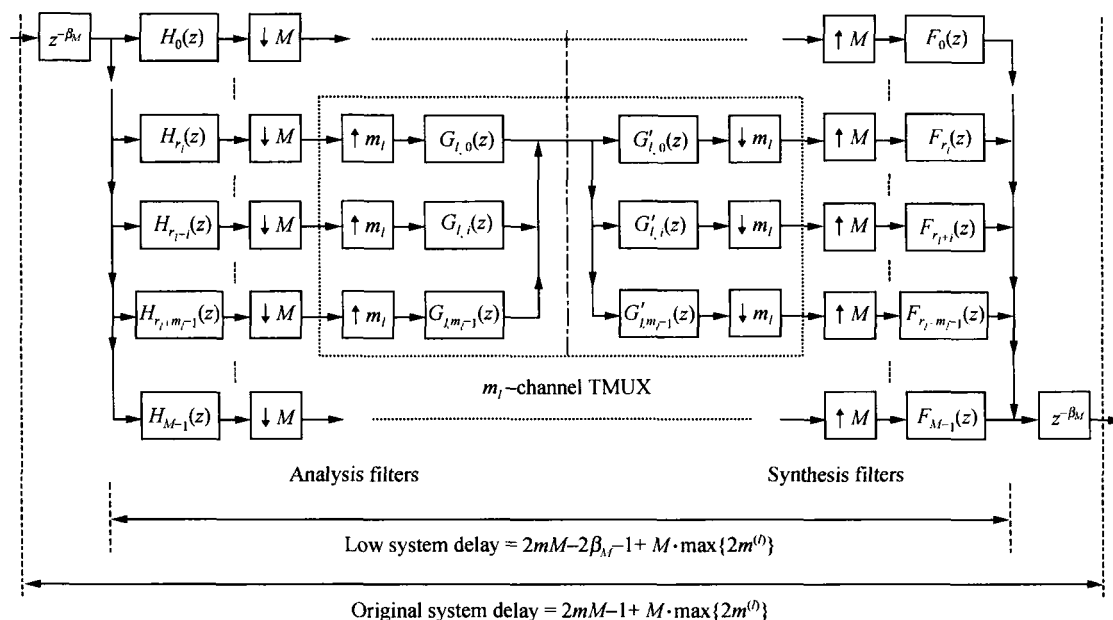 z^{-β_M} H_0(z) ↓ M ↑ M F_0(z)
H_{r_l}(z) ↓ M ↑ m_l G_{l,0}(z) G'_{l,0}(z) ↓ m_l ↑ M F_{r_l}(z)
H_{r_l-i}(z) ↓ M ↑ m_l G_{l,i}(z) G'_{l,i}(z) ↓ m_l ↑ M F_{r_l+i}(z)
H_{r_l+m_l-1}(z) ↓ M ↑ m_l G_{l,m_l-1}(z) G'_{l,m_l-1}(z) ↓ m_l ↑ M F_{r_l-m_l-1}(z)
m_l-channel TMUX
H_{M-1}(z) ↓ M ↑ M F_{M-1}(z) z^{-β_M}
Analysis filters Synthesis filters
Low system delay = 2mM-2β_M-1+ M·max{2m^{(l)}}
Original system delay = 2mM-1+ M·max{2m^{(l)}}